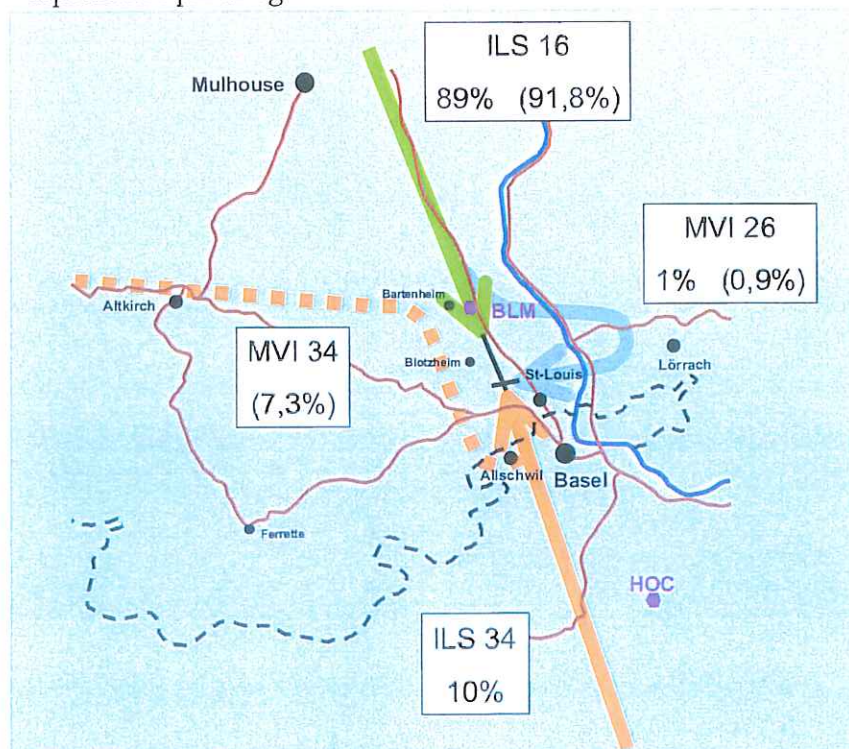 ILS 16
89% (91,8%)
Mulhouse
MVI 26
1% (0,9%)
Altkirch
Bartenheim
BLM
MVI 34
(7,3%)
Blotzheim
St-Louis
Lörrach
Allschwil
Basel
Ferrette
HOC
ILS 34
10%